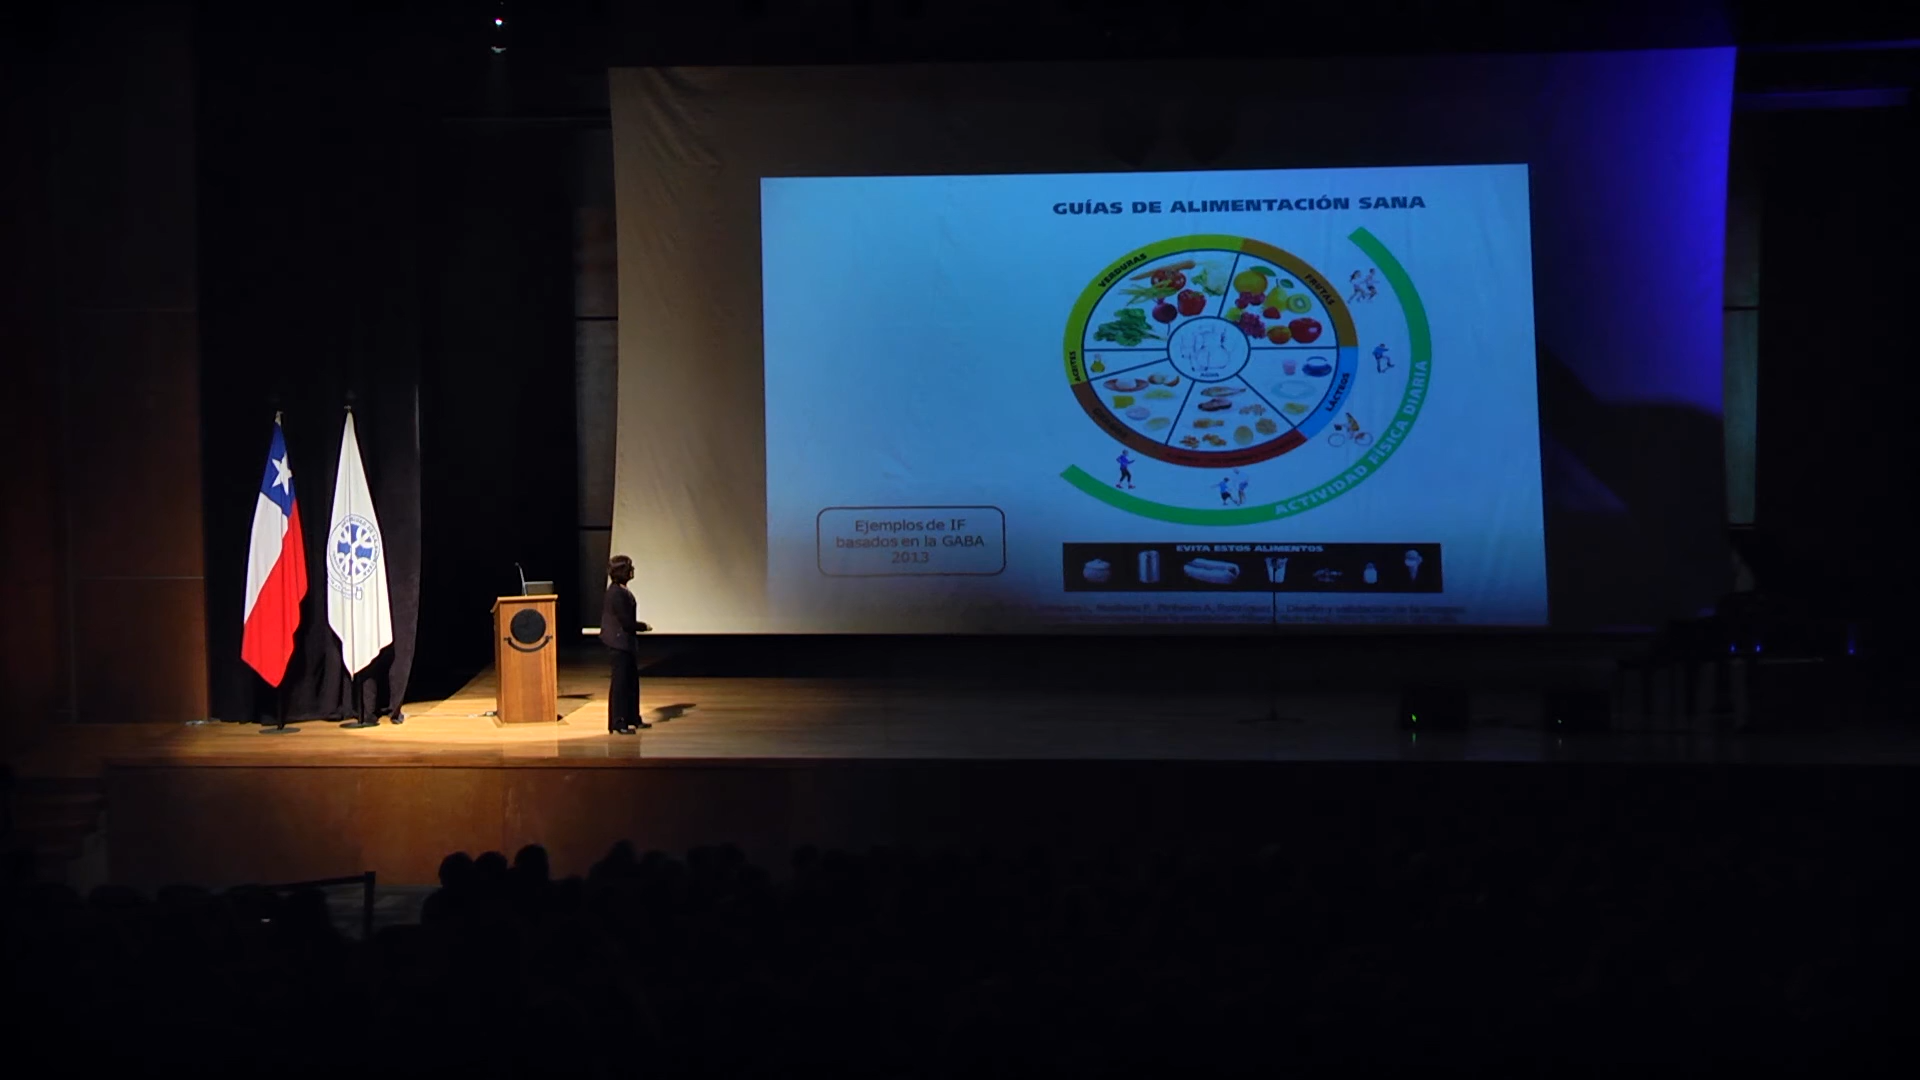 GUÍAS DE ALIMENTACIÓN SANA
VERDURAS
FRUTAS
ACEITES
LÁCTEOS
AGUA
ACTIVIDAD FÍSICA DIARIA
Ejemplos de IF
basados en la GABA
2013
EVITA ESTOS ALIMENTOS